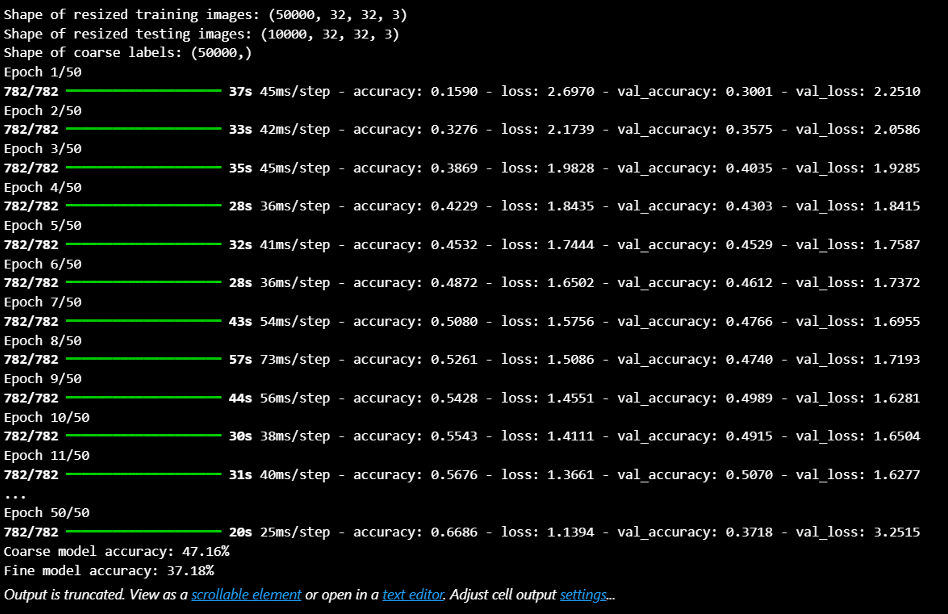 Shape of resized training images: (50000, 32, 32, 3)
Shape of resized testing images: (10000, 32, 32, 3)
Shape of coarse labels: (50000,)
Epoch 1/50
782/782 ━━━━━━━━━━━━━━━━━━━━ 37s 45ms/step - accuracy: 0.1590 - loss: 2.6970 - val_accuracy: 0.3001 - val_loss: 2.2510
Epoch 2/50
782/782 ━━━━━━━━━━━━━━━━━━━━ 33s 42ms/step - accuracy: 0.3276 - loss: 2.1739 - val_accuracy: 0.3575 - val_loss: 2.0586
Epoch 3/50
782/782 ━━━━━━━━━━━━━━━━━━━━ 35s 45ms/step - accuracy: 0.3869 - loss: 1.9828 - val_accuracy: 0.4035 - val_loss: 1.9285
Epoch 4/50
782/782 ━━━━━━━━━━━━━━━━━━━━ 28s 36ms/step - accuracy: 0.4229 - loss: 1.8435 - val_accuracy: 0.4303 - val_loss: 1.8415
Epoch 5/50
782/782 ━━━━━━━━━━━━━━━━━━━━ 32s 41ms/step - accuracy: 0.4532 - loss: 1.7444 - val_accuracy: 0.4529 - val_loss: 1.7587
Epoch 6/50
782/782 ━━━━━━━━━━━━━━━━━━━━ 28s 36ms/step - accuracy: 0.4872 - loss: 1.6502 - val_accuracy: 0.4612 - val_loss: 1.7372
Epoch 7/50
782/782 ━━━━━━━━━━━━━━━━━━━━ 43s 54ms/step - accuracy: 0.5080 - loss: 1.5756 - val_accuracy: 0.4766 - val_loss: 1.6955
Epoch 8/50
782/782 ━━━━━━━━━━━━━━━━━━━━ 57s 73ms/step - accuracy: 0.5261 - loss: 1.5086 - val_accuracy: 0.4740 - val_loss: 1.7193
Epoch 9/50
782/782 ━━━━━━━━━━━━━━━━━━━━ 44s 56ms/step - accuracy: 0.5428 - loss: 1.4551 - val_accuracy: 0.4989 - val_loss: 1.6281
Epoch 10/50
782/782 ━━━━━━━━━━━━━━━━━━━━ 30s 38ms/step - accuracy: 0.5543 - loss: 1.4111 - val_accuracy: 0.4915 - val_loss: 1.6504
Epoch 11/50
782/782 ━━━━━━━━━━━━━━━━━━━━ 31s 40ms/step - accuracy: 0.5676 - loss: 1.3661 - val_accuracy: 0.5070 - val_loss: 1.6277
...
Epoch 50/50
782/782 ━━━━━━━━━━━━━━━━━━━━ 20s 25ms/step - accuracy: 0.6686 - loss: 1.1394 - val_accuracy: 0.3718 - val_loss: 3.2515
Coarse model accuracy: 47.16%
Fine model accuracy: 37.18%
Output is truncated. View as a scrollable element or open in a text editor. Adjust cell output settings...